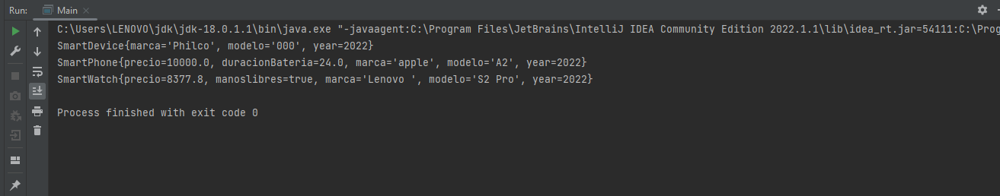 Run: Main
C:\Users\LENOVO\jdk\jdk-18.0.1.1\bin\java.exe "-javaagent:C:\Program Files\JetBrains\IntelliJ IDEA Community Edition 2022.1.1\lib\idea_rt.jar=54111:C:\Prog
SmartDevice{marca='Philco', modelo='000', year=2022}
SmartPhone{precio=10000.0, duracionBateria=24.0, marca='apple', modelo='A2', year=2022}
SmartWatch{precio=8377.8, manoslibres=true, marca='Lenovo ', modelo='S2 Pro', year=2022}
Process finished with exit code 0